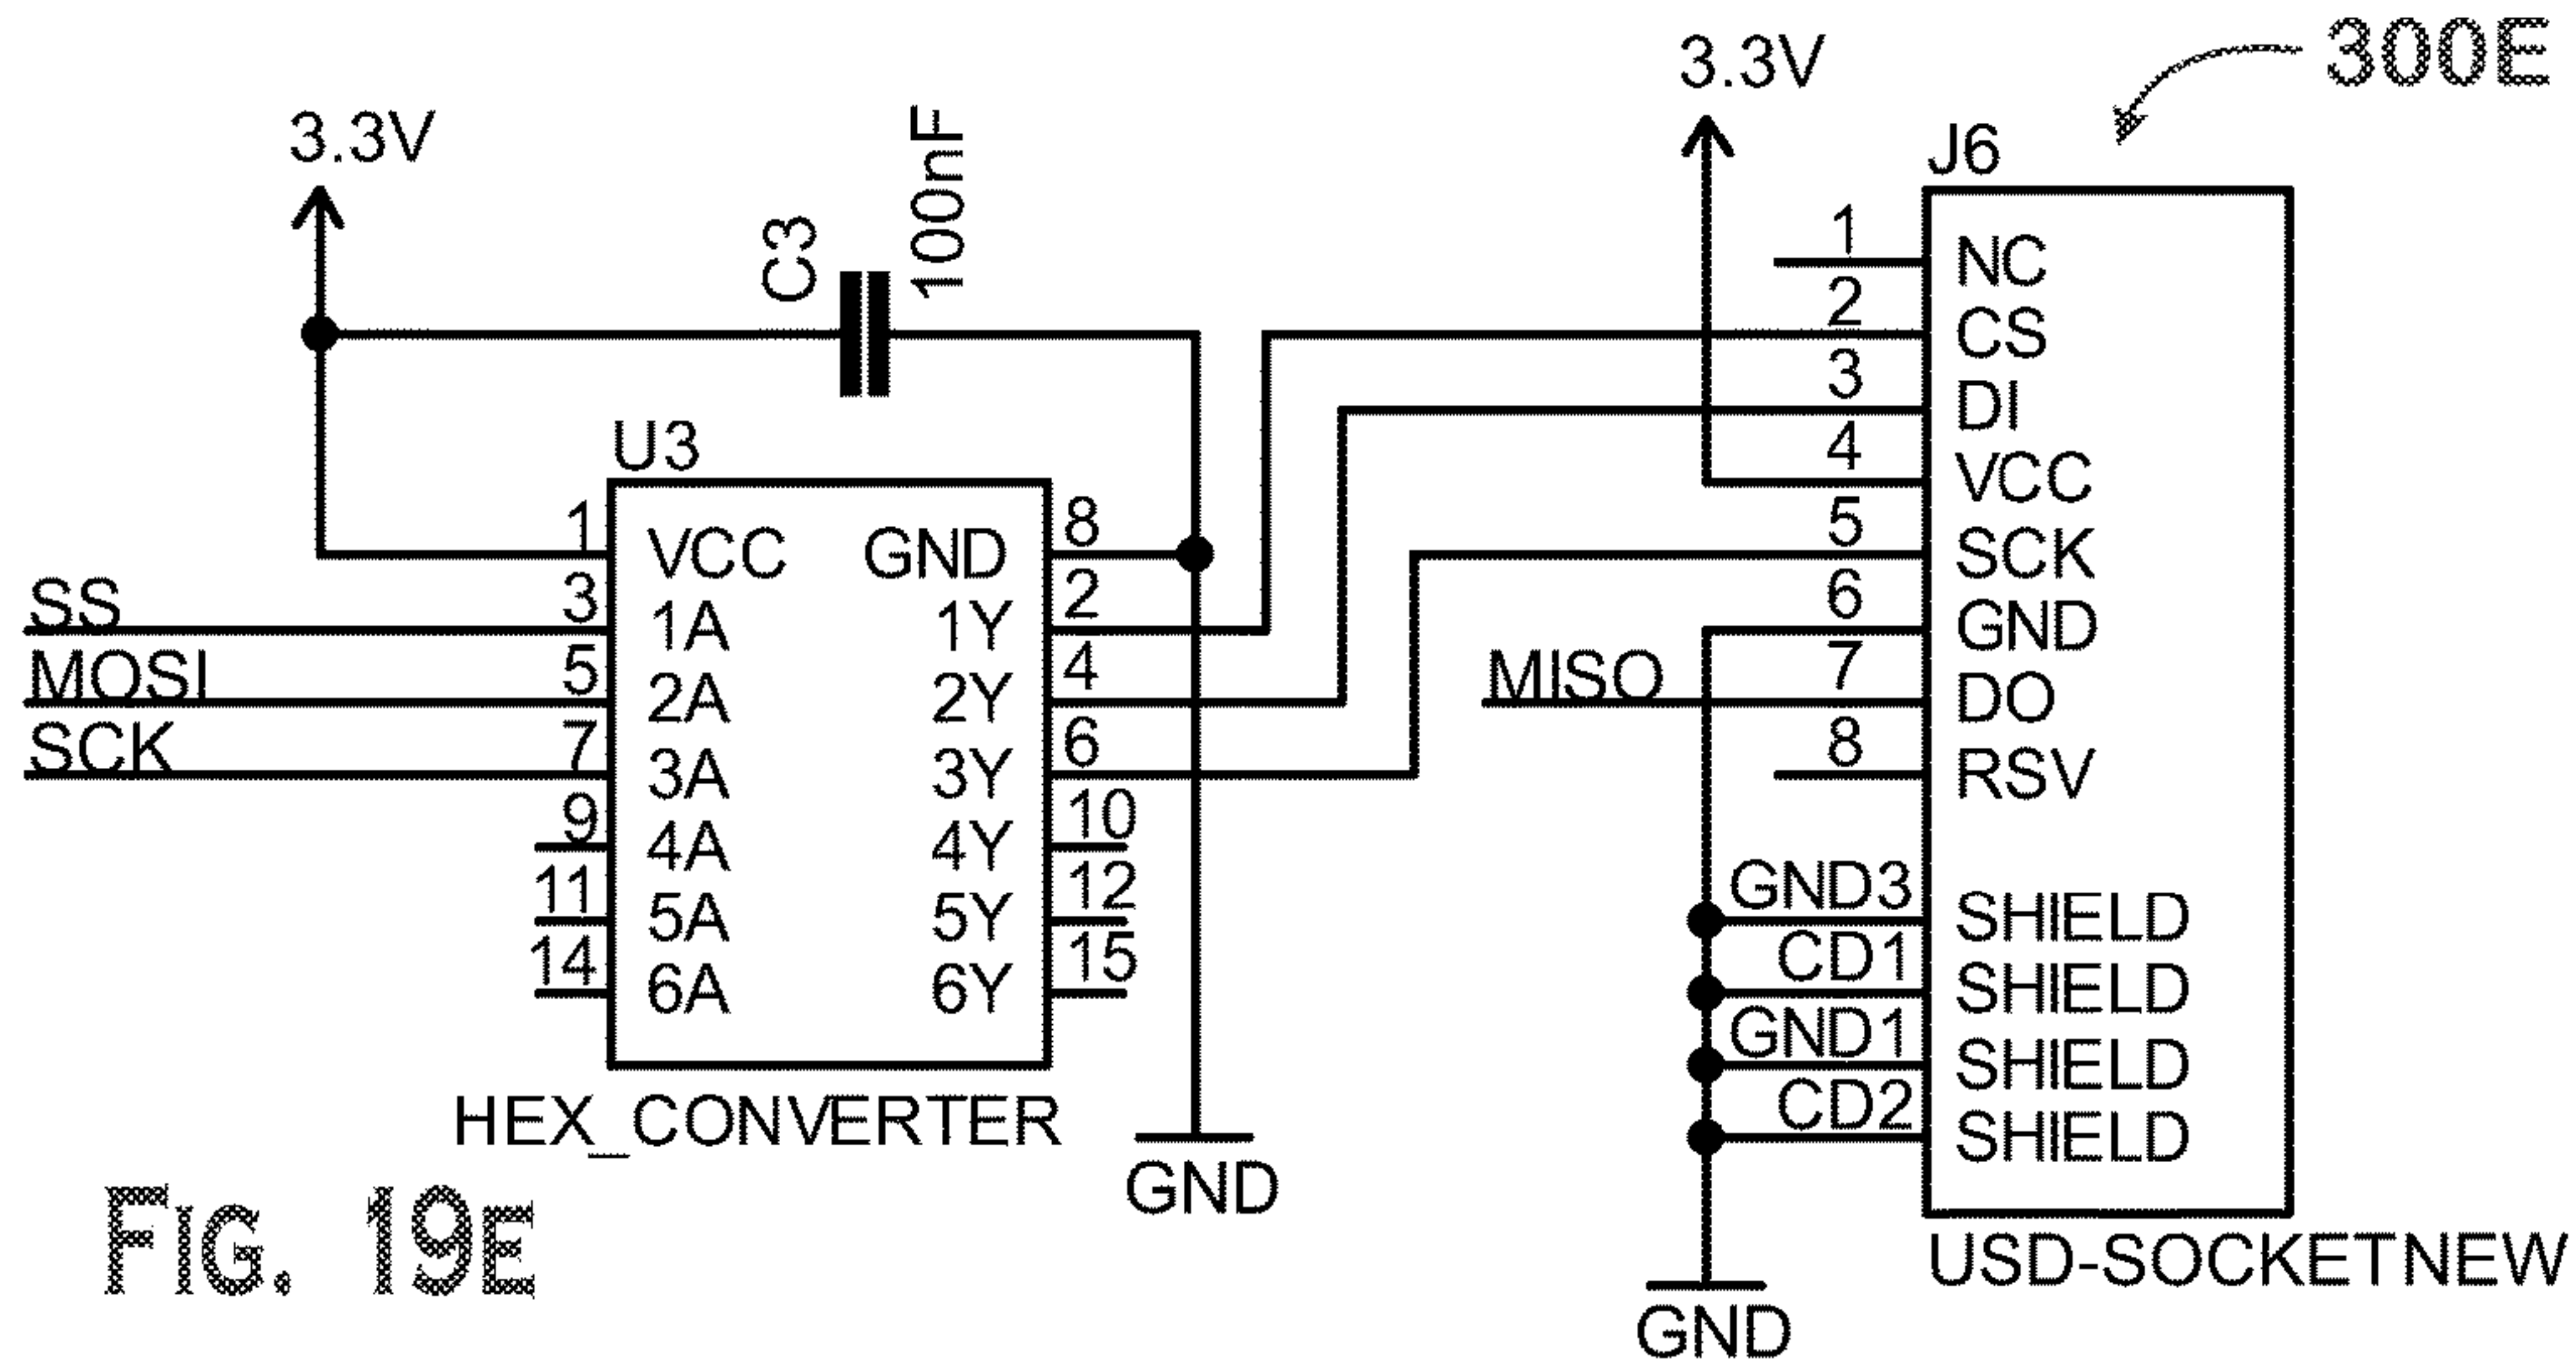 300E
3.3V
3.3V
C3
100nF
J6
1
NC
2
CS
3
DI
4
VCC
5
SCK
6
GND
MISO
7
DO
8
RSV
GND3
SHIELD
CD1
SHIELD
GND1
SHIELD
CD2
SHIELD
USD-SOCKETNEW
GND
U3
1
VCC
GND
8
SS
3
1A
1Y
2
MOSI
5
2A
2Y
4
SCK
7
3A
3Y
6
9
4A
4Y
10
11
5A
5Y
12
14
6A
6Y
15
HEX_CONVERTER
GND
FIG. 19E